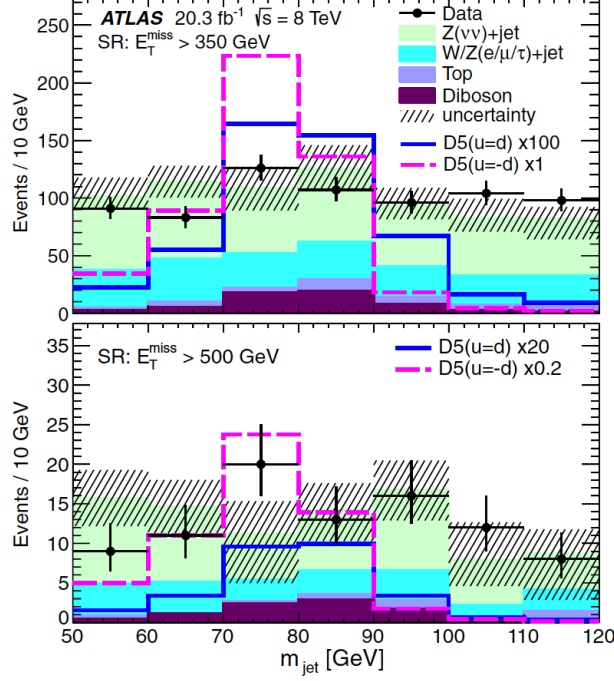 ATLAS 20.3 fb⁻¹ √s = 8 TeV
SR: E_T^miss > 350 GeV
Data
Z(νν)+jet
W/Z(e/μ/τ)+jet
Top
Diboson
uncertainty
D5(u=d) x100
D5(u=-d) x1
Events / 10 GeV
250
200
150
100
50
0
SR: E_T^miss > 500 GeV
D5(u=d) x20
D5(u=-d) x0.2
Events / 10 GeV
35
30
25
20
15
10
5
0
50 60 70 80 90 100 110 120
m_jet [GeV]